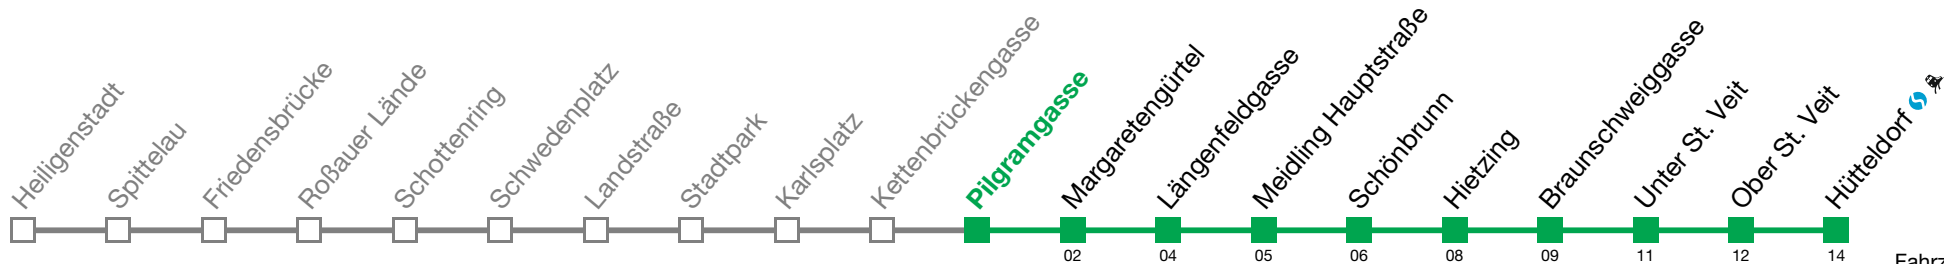 Heiligenstadt
Spittelau
Friedensbrücke
Roßauer Lände
Schottenring
Schwedenplatz
Landstraße
Stadtpark
Karlsplatz
Kettenbrückengasse
Pilgramgasse
Margaretengürtel
Längenfeldgasse
Meidling Hauptstraße
Schönbrunn
Hietzing
Braunschweiggasse
Unter St. Veit
Ober St. Veit
Hütteldorf
02 04 05 06 08 09 11 12 14